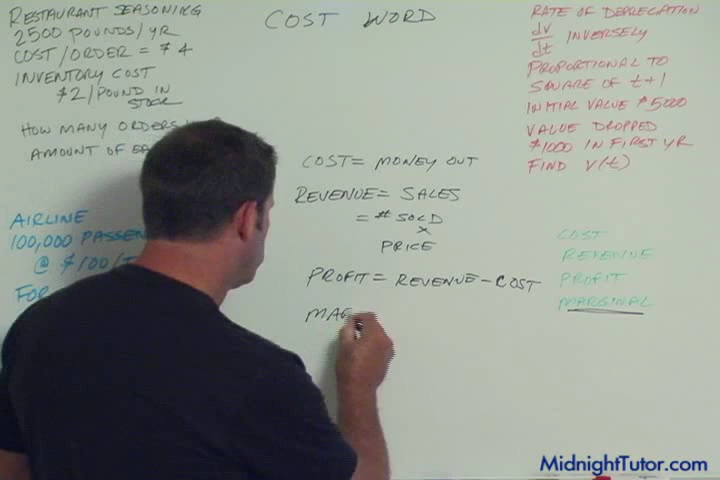 RESTAURANT SEASONING
2500 POUNDS/YR
COST/ORDER = $4
INVENTORY COST
$2/POUND IN
STOCK
HOW MANY ORDERS
AMOUNT OF
AIRLINE
100,000
@ $100/
FOR
COST WORD
COST = MONEY OUT
REVENUE = SALES
= # SOLD
x
PRICE
PROFIT = REVENUE - COST
MAR
RATE OF DEPRECATION
dv/dt INVERSELY
PROPORTIONAL TO
SQUARE OF t+1
INITIAL VALUE $5000
VALUE DROPPED
$1000 IN FIRST YR
FIND V(t)
COST
REVENUE
PROFIT
MARGINAL
MidnightTutor.com